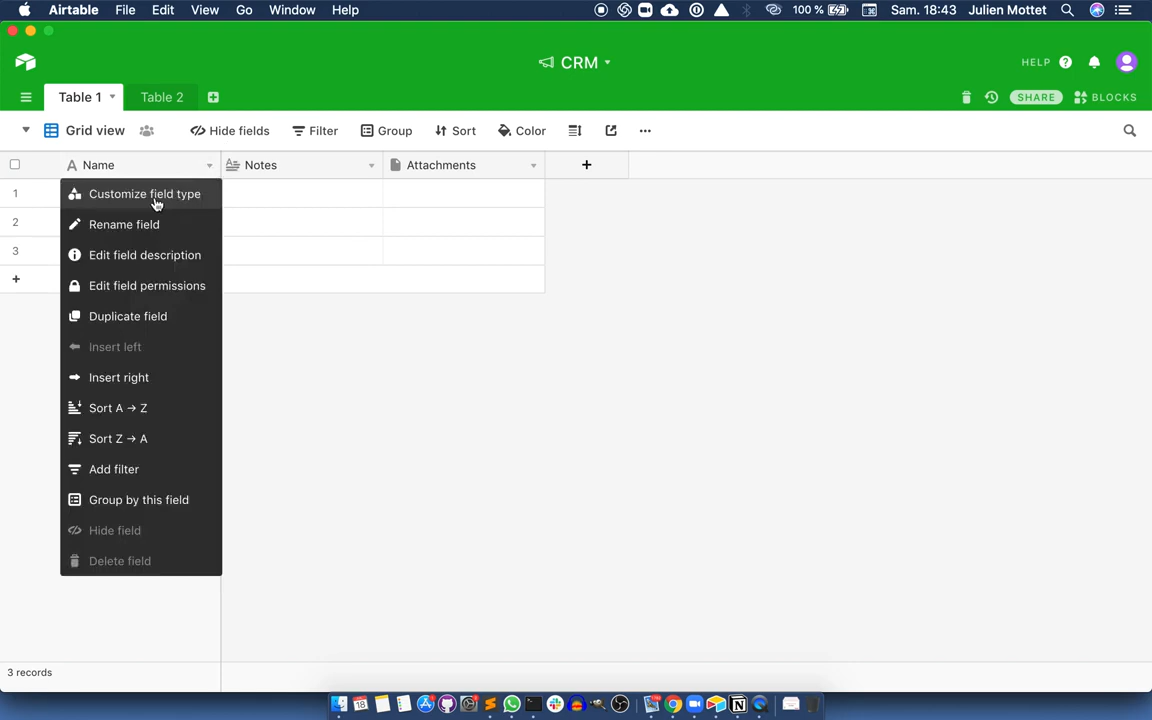 Airtable File Edit View Go Window Help 100 % Sam. 18:43 Julien Mottet
CRM
HELP
Table 1 Table 2 SHARE BLOCKS
Grid view Hide fields Filter Group Sort Color
A Name Notes Attachments
1 Customize field type
2 Rename field
3 Edit field description
Edit field permissions
Duplicate field
Insert left
Insert right
Sort A → Z
Sort Z → A
Add filter
Group by this field
Hide field
Delete field
3 records